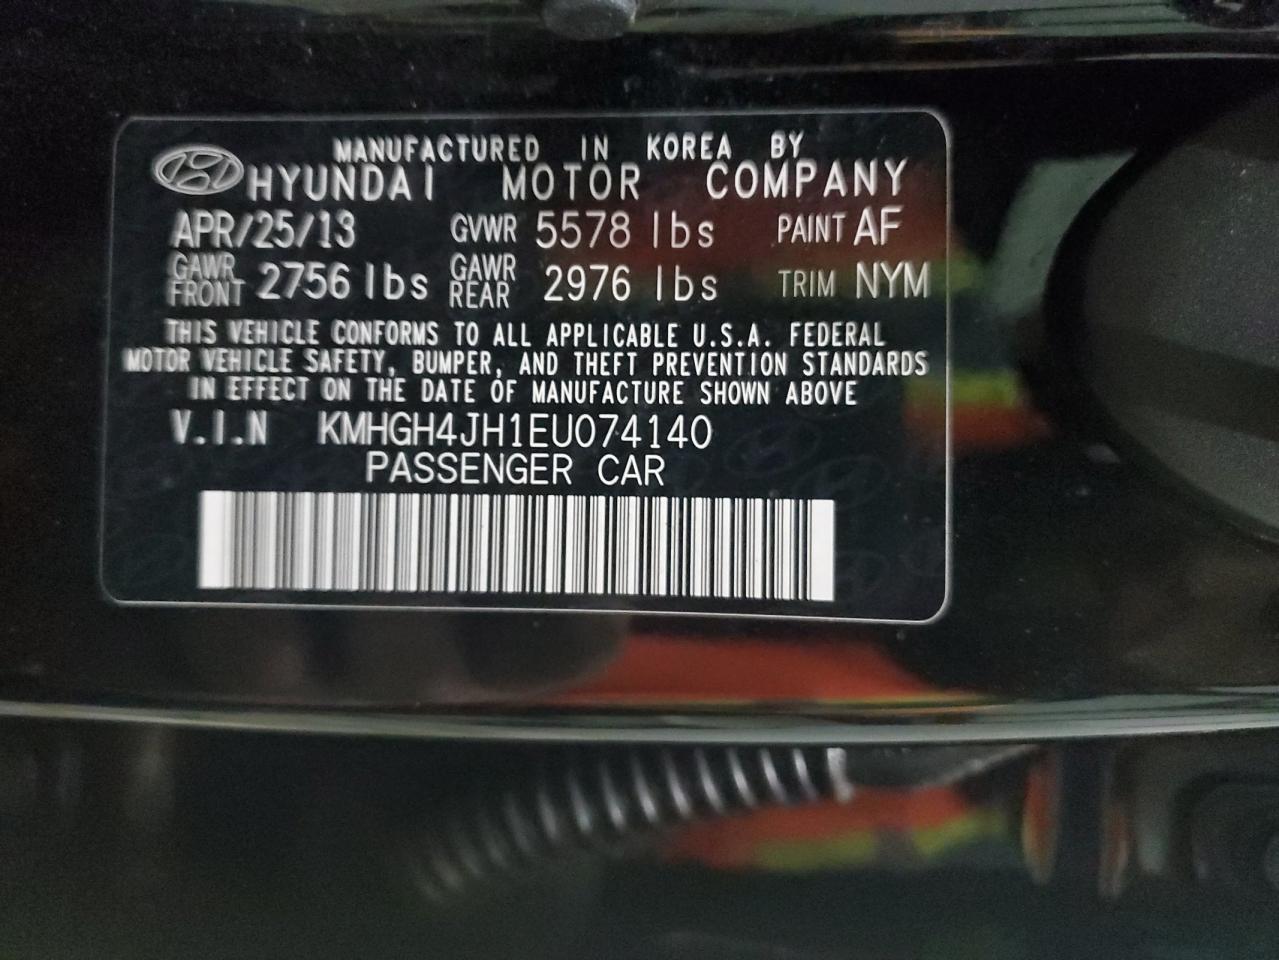 MANUFACTURED IN KOREA BY
HYUNDAI MOTOR COMPANY
APR/25/13 GVWR 5578 lbs PAINT AF
GAWR FRONT 2756 lbs GAWR REAR 2976 lbs TRIM NYM
THIS VEHICLE CONFORMS TO ALL APPLICABLE U.S.A. FEDERAL
MOTOR VEHICLE SAFETY, BUMPER, AND THEFT PREVENTION STANDARDS
IN EFFECT ON THE DATE OF MANUFACTURE SHOWN ABOVE
V.I.N KMHGH4JH1EU074140
PASSENGER CAR